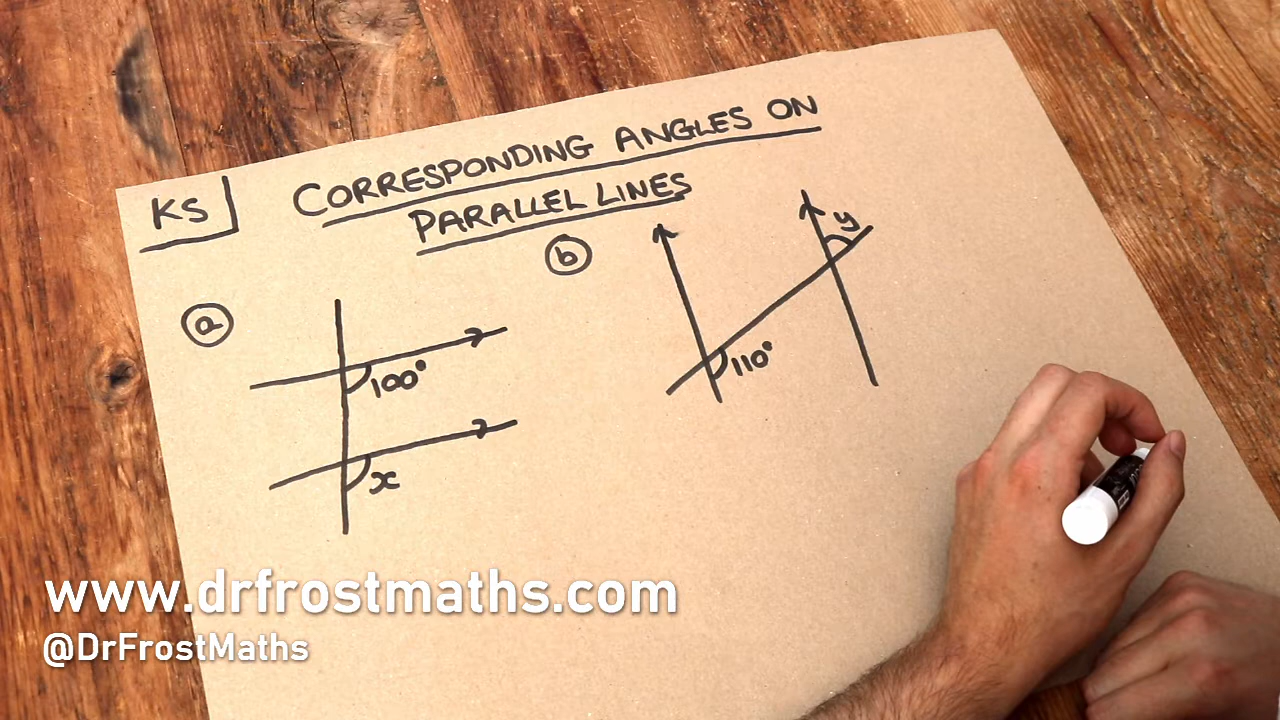 KS
CORRESPONDING ANGLES ON
PARALLEL LINES
a
100°
x
b
110°
y
www.drfrostmaths.com
@DrFrostMaths